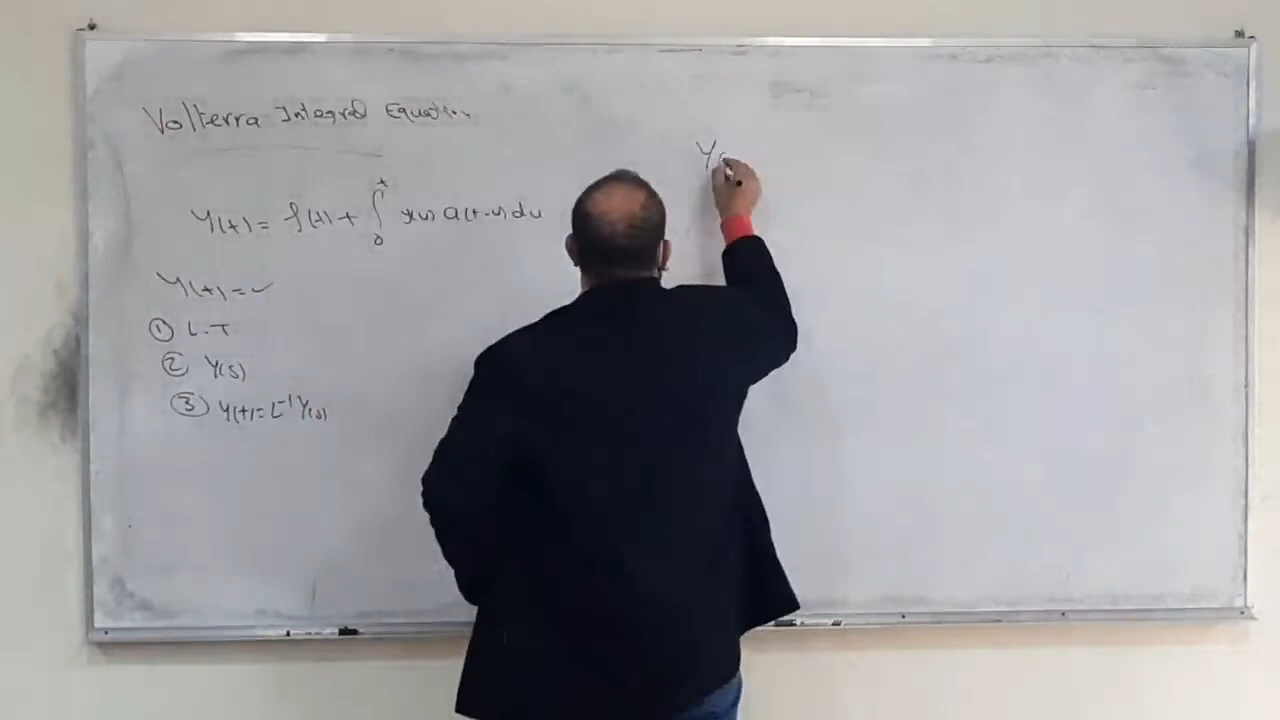 Volterra Integral Equation
Y(t) = f(t) + ∫₀ᵗ y(u) a(t-u) du
Y(t) = ✓
① L.T
② Y(s)
③ y(t) = L⁻¹ Y(s)
Y(